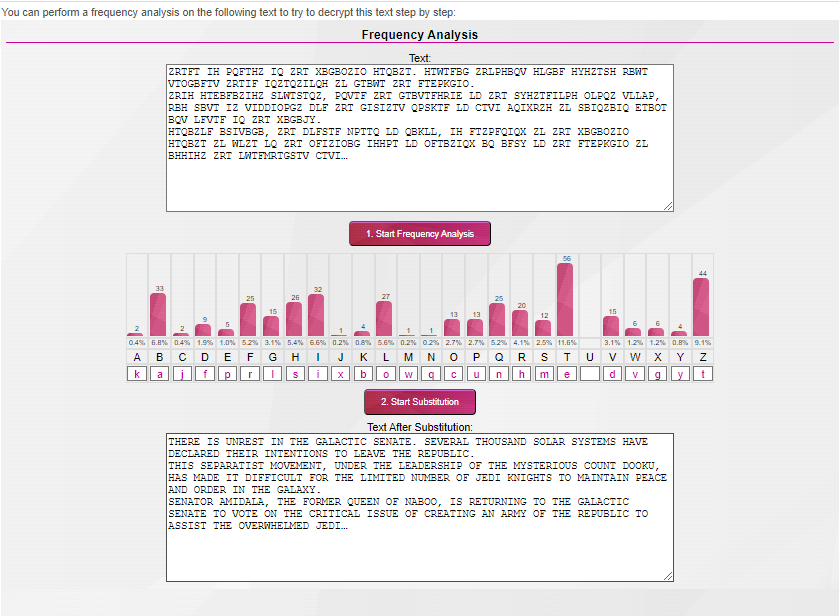 You can perform a frequency analysis on the following text to try to decrypt this text step by step:
Frequency Analysis
Text:
ZRTFT IH PQFTHZ IQ ZRT XBGBOZIO HTQBZT. HTWTFBG ZRLPHBQV HLGBF HYHZTSH RBWT
VTOGBFTV ZRTIF IQZTQZILQH ZL GTBWT ZRT FTEPKGIO.
ZRIH HTEBFBZIHZ SLWTSTQZ, PQVTF ZRT GTBVTFHRIE LD ZRT SYHZTFILPH OLPQZ VLLAP,
RBH SBVT IZ VIDDIOPGZ DLF ZRT GISIZTV QPSKTF LD CTVI AQIXRZH ZL SBIQZBIQ ETBOT
BQV LFVTF IQ ZRT XBGBJY.
HTQBZLF BSIVBGB, ZRT DLFSTF NPTTQ LD QBKLL, IH FTZPFQIQX ZL ZRT XBGBOZIO
HTQBZT ZL WLZT LQ ZRT OFIZIOBG IHHPT LD OFTBZIQX BQ BFSY LD ZRT FTEPKGIO ZL
BHHIHZ ZRT LWTFMRTGSTV CTVI…
1. Start Frequency Analysis
2 33 2 9 5 25 15 26 32 1 4 27 1 1 13 13 25 20 12 56 15 6 6 4 44
0.4% 6.8% 0.4% 1.9% 1.0% 5.2% 3.1% 5.4% 6.6% 0.2% 0.8% 5.6% 0.2% 0.2% 2.7% 2.7% 5.2% 4.1% 2.5% 11.6% 3.1% 1.2% 1.2% 0.8% 9.1%
A B C D E F G H I J K L M N O P Q R S T U V W X Y Z
k a j f p r l s i x b o w q c u n h m e d v g y t
2. Start Substitution
Text After Substitution:
THERE IS UNREST IN THE GALACTIC SENATE. SEVERAL THOUSAND SOLAR SYSTEMS HAVE
DECLARED THEIR INTENTIONS TO LEAVE THE REPUBLIC.
THIS SEPARATIST MOVEMENT, UNDER THE LEADERSHIP OF THE MYSTERIOUS COUNT DOOKU,
HAS MADE IT DIFFICULT FOR THE LIMITED NUMBER OF JEDI KNIGHTS TO MAINTAIN PEACE
AND ORDER IN THE GALAXY.
SENATOR AMIDALA, THE FORMER QUEEN OF NABOO, IS RETURNING TO THE GALACTIC
SENATE TO VOTE ON THE CRITICAL ISSUE OF CREATING AN ARMY OF THE REPUBLIC TO
ASSIST THE OVERWHELMED JEDI…